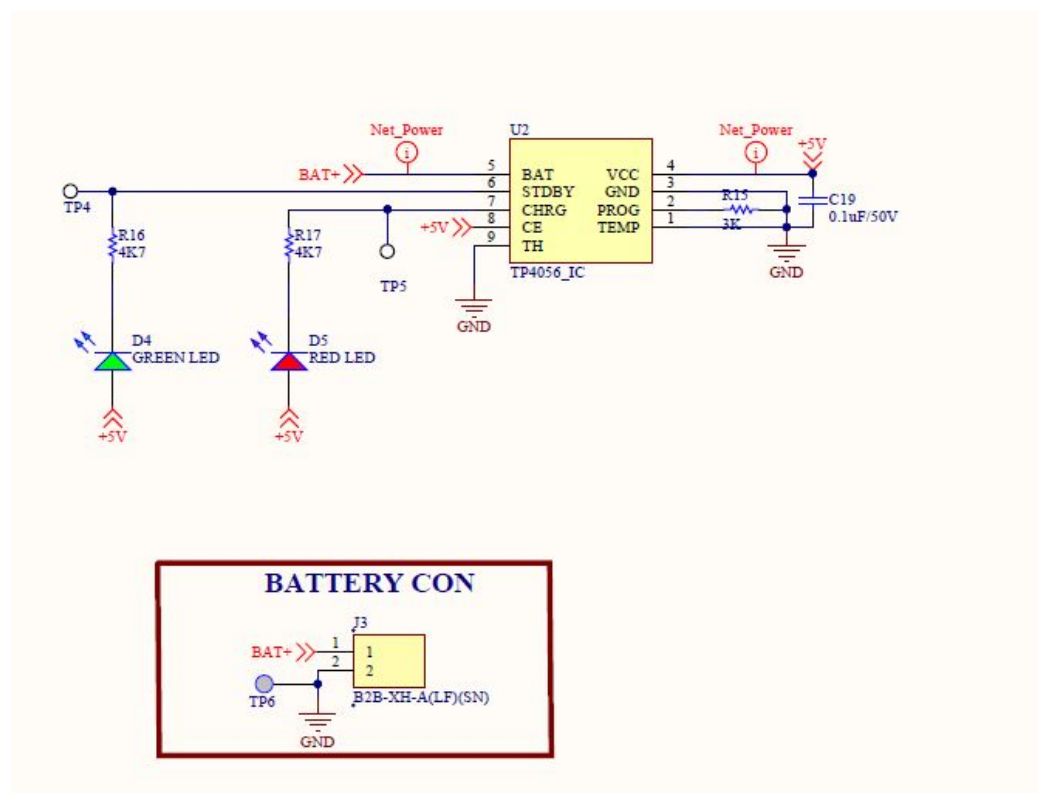 Net_Power
U2
Net_Power
+5V
BAT+
5
BAT
VCC
4
TP4
6
STDBY
GND
3
7
CHRG
PROG
2
R15
3K
C19
0.1uF/50V
+5V
8
CE
TEMP
1
9
TH
TP4056_IC
GND
GND
R16
4K7
R17
4K7
TP5
D4
GREEN LED
D5
RED LED
+5V
+5V
BATTERY CON
J3
BAT+
1
1
2
2
TP6
B2B-XH-A(LF)(SN)
GND